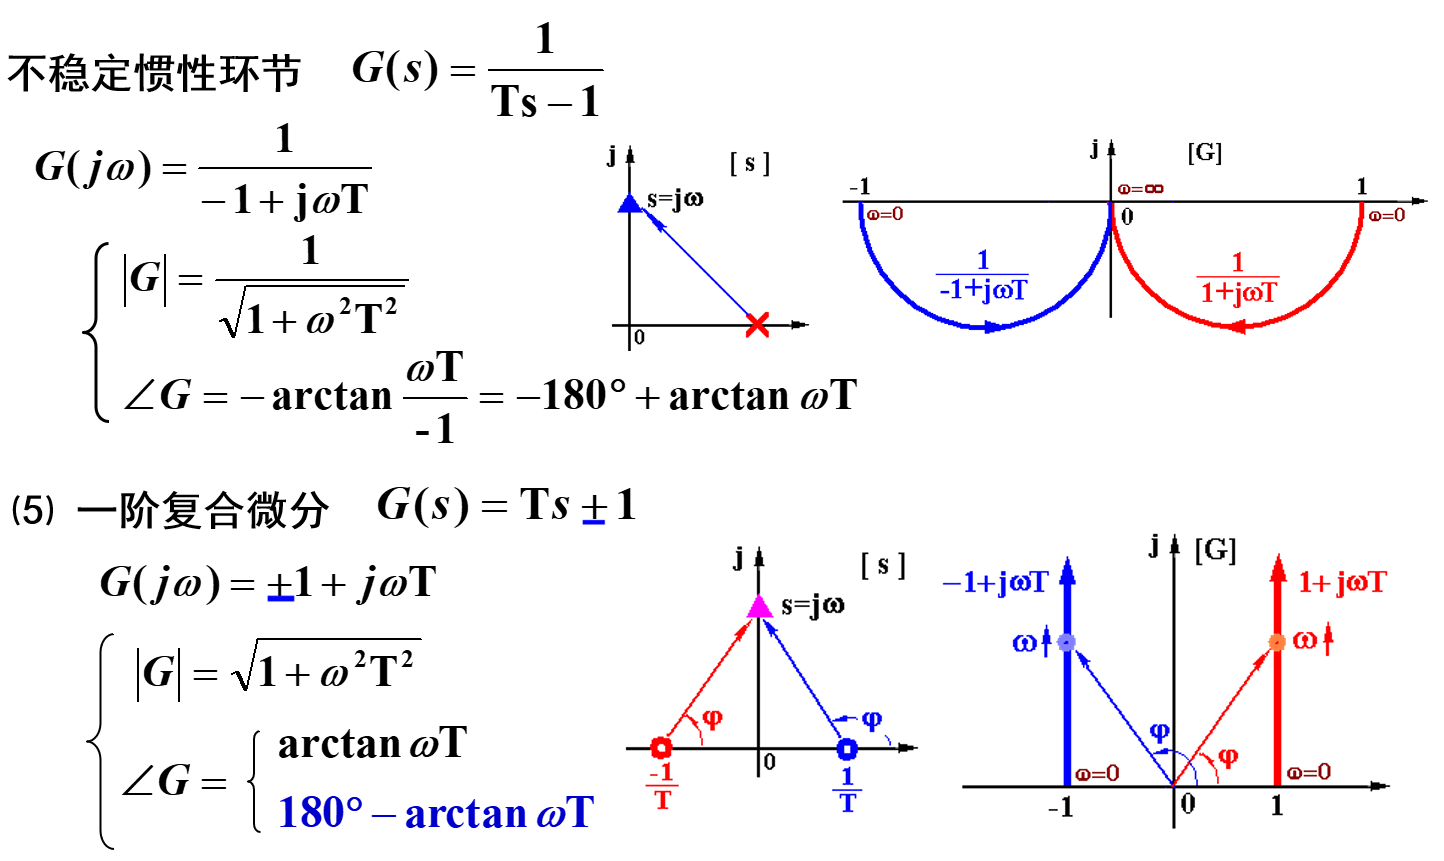 不稳定惯性环节 G(s) = 1/(Ts − 1)
G(jω) = 1/(−1 + jωT)
|G| = 1/√(1 + ω²T²)
∠G = − arctan ωT/-1 = −180° + arctan ωT
j [ s ]
s=jω
0
j [G]
-1 ω=∞ 1
ω=0 0 ω=0
1/(-1+jωT) 1/(1+jωT)
(5) 一阶复合微分 G(s) = Ts ± 1
G(jω) = ±1 + jωT
|G| = √(1 + ω²T²)
∠G = { arctan ωT
180° − arctan ωT
j [ s ]
s=jω
φ φ
0
-1/T 1/T
j [G]
−1+jωT 1+jωT
ω ω
φ φ
ω=0 ω=0
-1 0 1